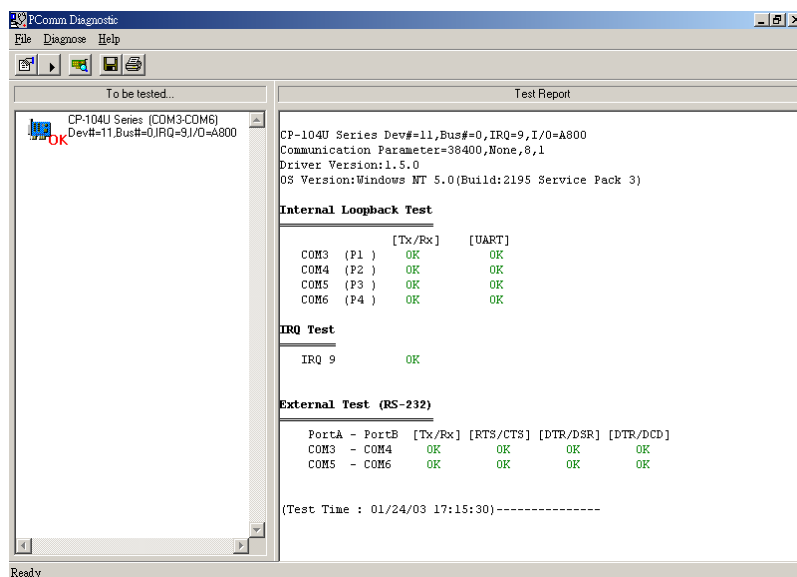 PComm Diagnostic
File Diagnose Help
To be tested...
CP-104U Series (COM3-COM6)
Dev#=11,Bus#=0,IRQ=9,I/O=A800
OK
Test Report
CP-104U Series Dev#=11,Bus#=0,IRQ=9,I/0=A800
Communication Parameter=38400,None,8,1
Driver Version:1.5.0
OS Version:Windows NT 5.0(Build:2195 Service Pack 3)
Internal Loopback Test
[Tx/Rx] [UART]
COM3 (P1 ) OK OK
COM4 (P2 ) OK OK
COM5 (P3 ) OK OK
COM6 (P4 ) OK OK
IRQ Test
IRQ 9 OK
External Test (RS-232)
PortA - PortB [Tx/Rx] [RTS/CTS] [DTR/DSR] [DTR/DCD]
COM3 - COM4 OK OK OK OK
COM5 - COM6 OK OK OK OK
(Test Time : 01/24/03 17:15:30)---------------
Ready